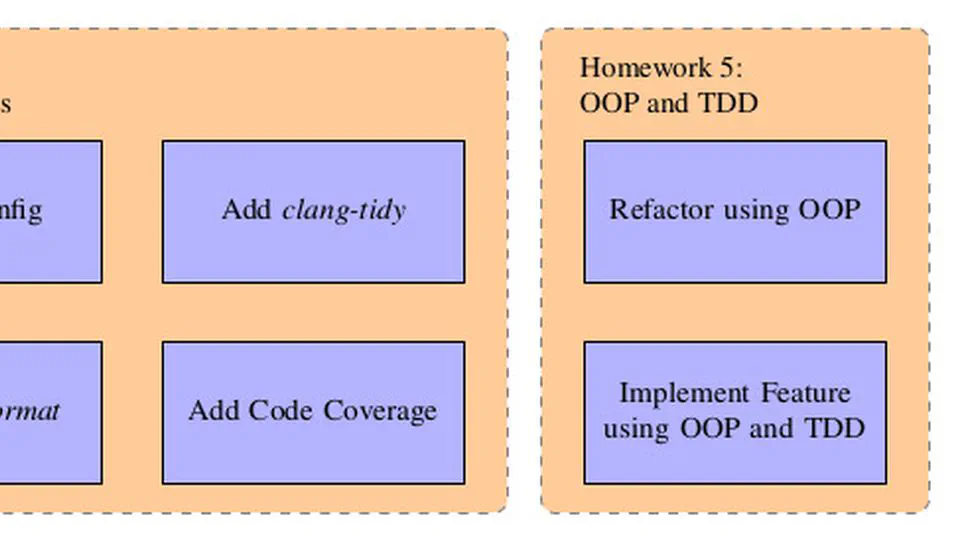 s
nfig
Add clang-tidy
ormat
Add Code Coverage
Homework 5:
OOP and TDD
Refactor using OOP
Implement Feature
using OOP and TDD